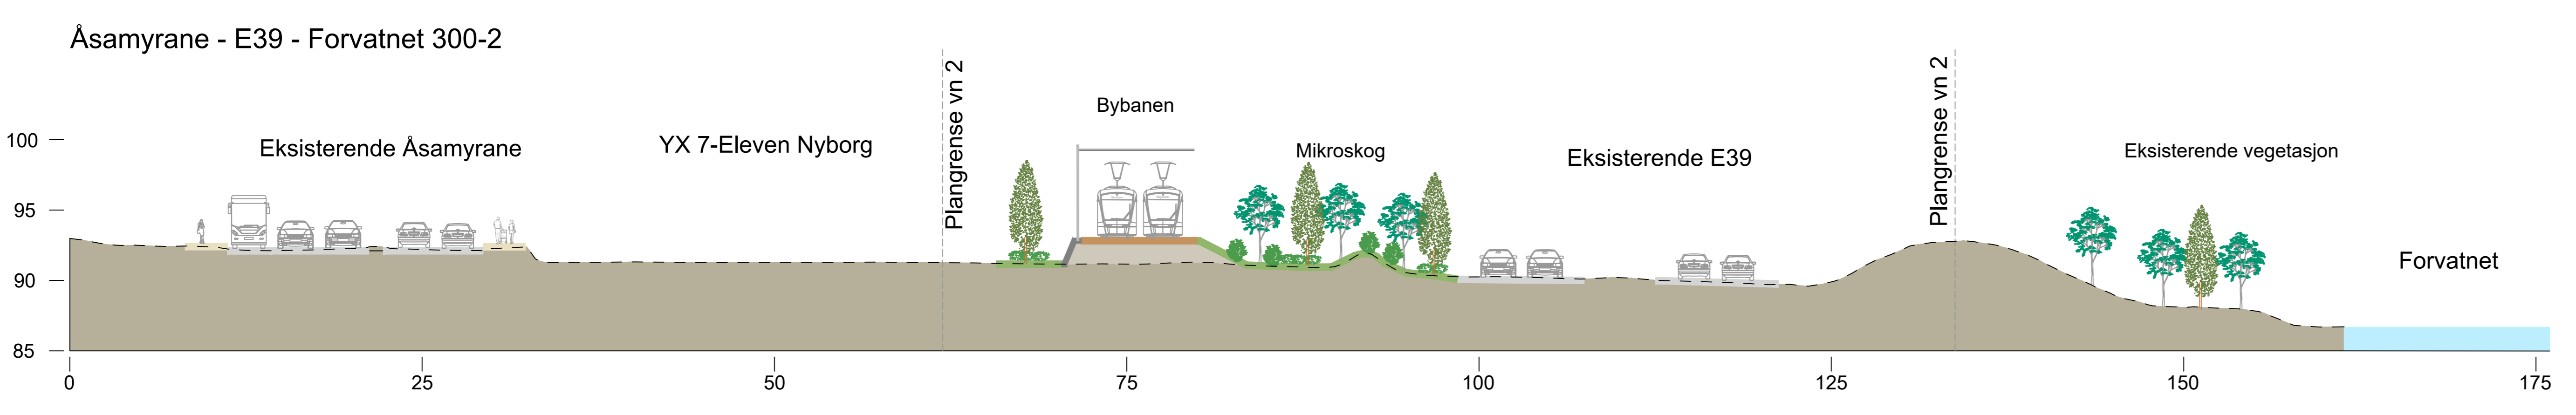 Åsamyrane - E39 - Forvatnet 300-2
Plangrense vn 2
Plangrense vn 2
Bybanen
100
Eksisterende Åsamyrane
YX 7-Eleven Nyborg
Mikroskog
Eksisterende E39
Eksisterende vegetasjon
95
90
Forvatnet
85
0
25
50
75
100
125
150
175